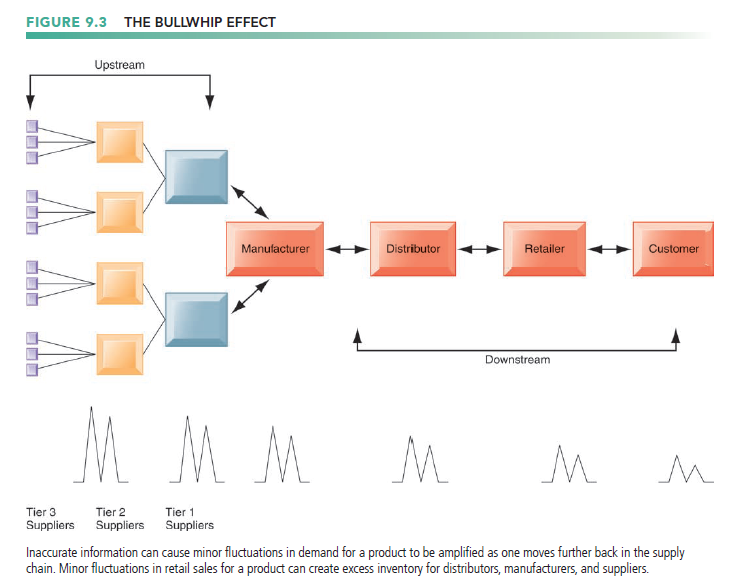 FIGURE 9.3 THE BULLWHIP EFFECT
Upstream
Manufacturer
Distributor
Retailer
Customer
Downstream
Tier 3
Suppliers
Tier 2
Suppliers
Tier 1
Suppliers
Inaccurate information can cause minor fluctuations in demand for a product to be amplified as one moves further back in the supply
chain. Minor fluctuations in retail sales for a product can create excess inventory for distributors, manufacturers, and suppliers.